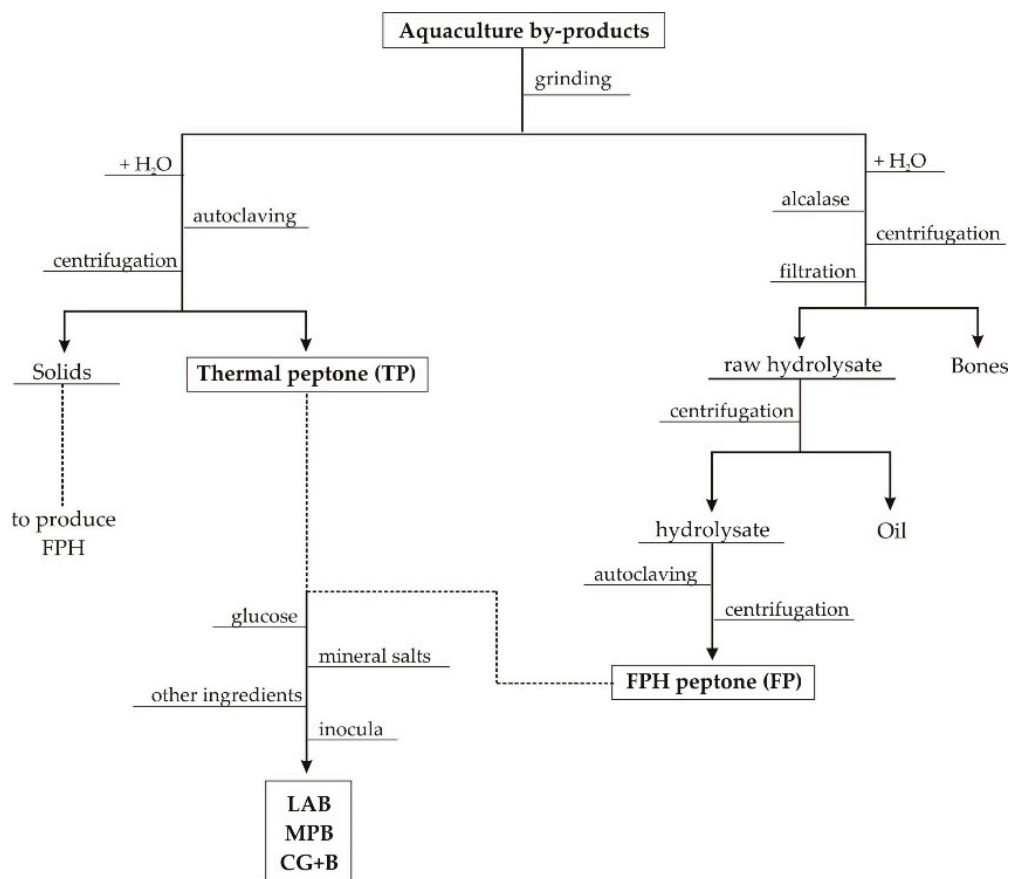 Aquaculture by-products
grinding
+ H₂O
autoclaving
centrifugation
Solids
Thermal peptone (TP)
to produce
FPH
+ H₂O
alcalase
centrifugation
filtration
raw hydrolysate
Bones
centrifugation
hydrolysate
Oil
autoclaving
centrifugation
FPH peptone (FP)
glucose
mineral salts
other ingredients
inocula
LAB
MPB
CG+B